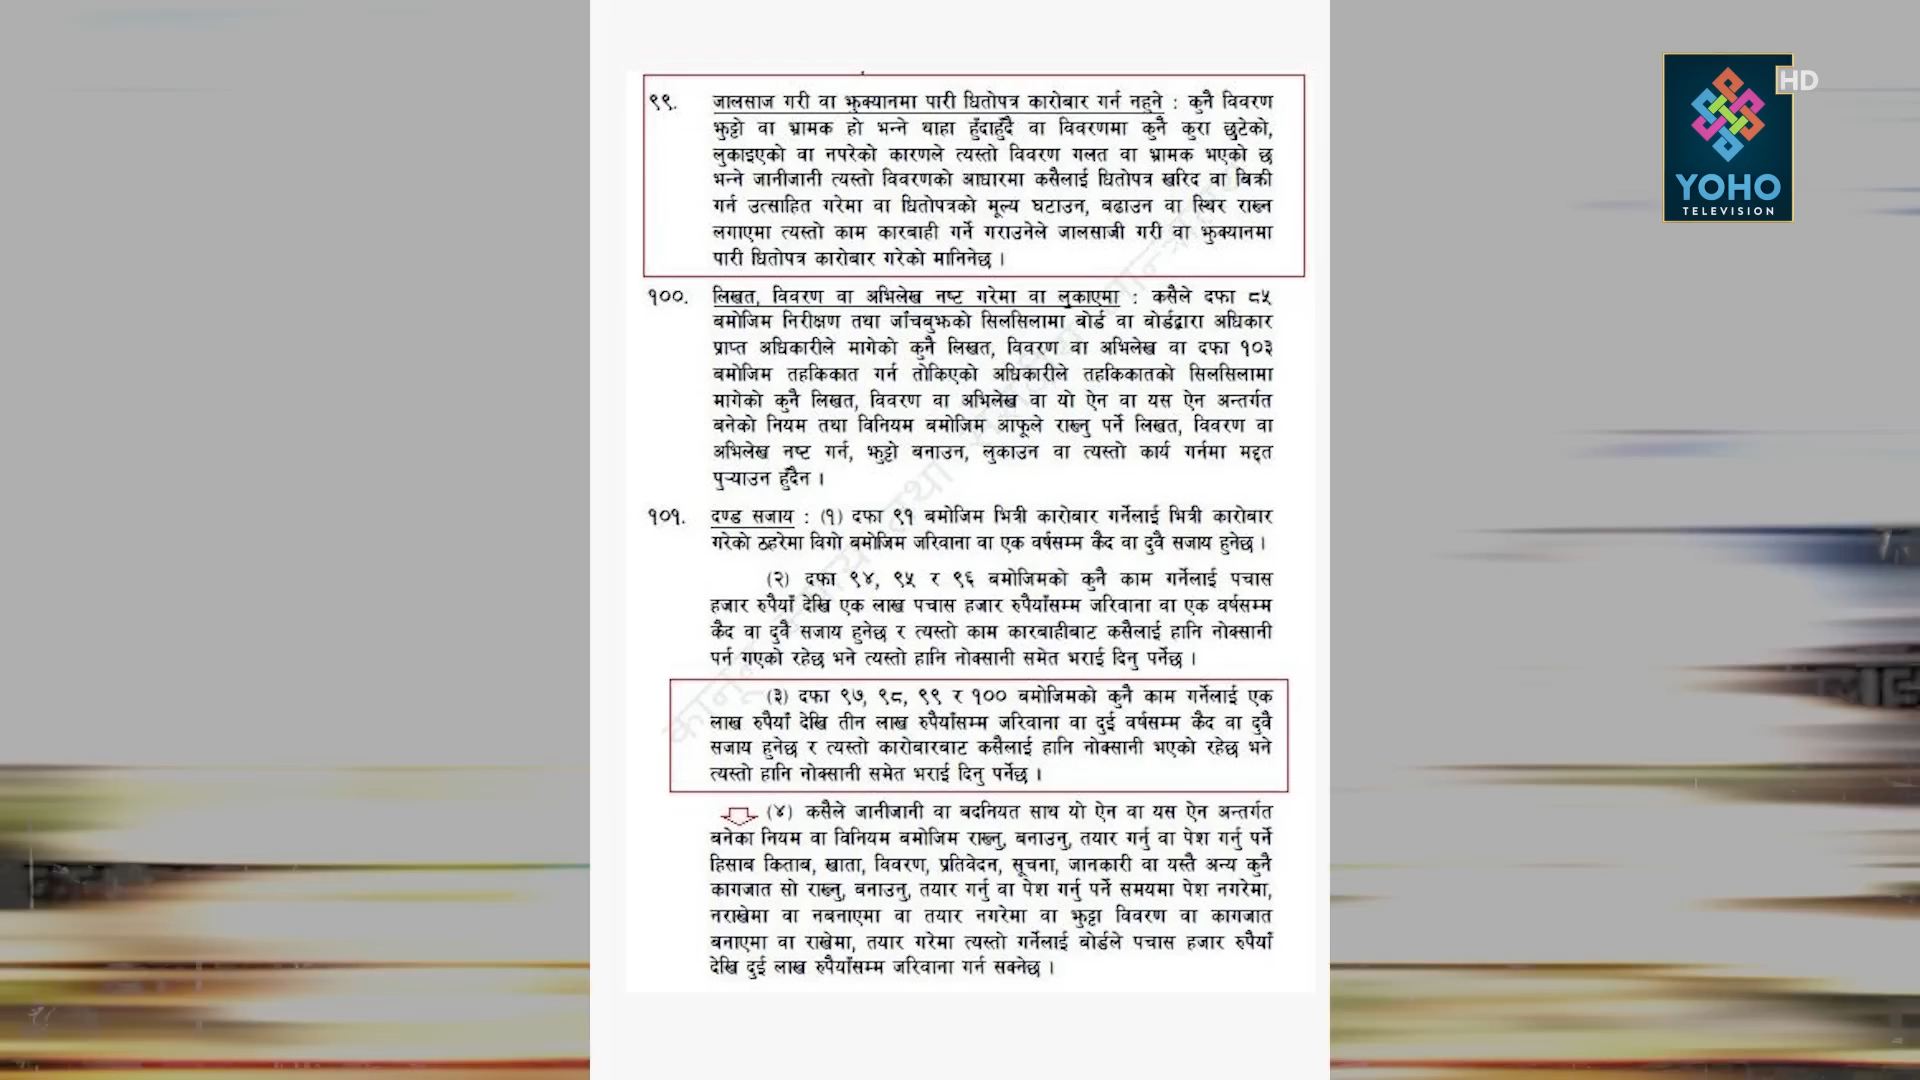 ९९. जालसाज गरी वा झुक्यानमा पारी धितोपत्र कारोबार गर्न नहुने : कुनै विवरण
झुट्टो वा भ्रामक हो भन्ने थाहा हुँदाहुँदै वा विवरणमा कुनै कुरा छुटेको,
लुकाइएको वा नपरेको कारणले त्यस्तो विवरण गलत वा भ्रामक भएको छ
भन्ने जानीजानी त्यस्तो विवरणको आधारमा कसैलाई धितोपत्र खरिद वा बिक्री
गर्न उत्साहित गरेमा वा धितोपत्रको मूल्य घटाउन, बढाउन वा स्थिर राख्न
लगाएमा त्यस्तो काम कारबाही गर्ने गराउनेले जालसाजी गरी वा झुक्यानमा
पारी धितोपत्र कारोबार गरेको मानिनेछ ।
१००. लिखत, विवरण वा अभिलेख नष्ट गरेमा वा लुकाएमा : कसैले दफा ८५
बमोजिम निरीक्षण तथा जाँचबुझको सिलसिलामा बोर्ड वा बोर्डद्वारा अधिकार
प्राप्त अधिकारीले मागेको कुनै लिखत, विवरण वा अभिलेख वा दफा १०३
बमोजिम तहकिकात गर्न तोकिएको अधिकारीले तहकिकातको सिलसिलामा
मागेको कुनै लिखत, विवरण वा अभिलेख वा यो ऐन वा यस ऐन अन्तर्गत
बनेको नियम तथा विनियम बमोजिम आफूले राख्नु पर्ने लिखत, विवरण वा
अभिलेख नष्ट गर्न, झुट्टो बनाउन, लुकाउन वा त्यस्तो कार्य गर्नमा मद्दत
पुर्‍याउन हुँदैन ।
१०१. दण्ड सजाय : (१) दफा ९१ बमोजिम भित्री कारोबार गर्नेलाई भित्री कारोबार
गरेको ठहरेमा विगो बमोजिम जरिवाना वा एक वर्षसम्म कैद वा दुवै सजाय हुनेछ ।
(२) दफा ९४, ९५ र ९६ बमोजिमको कुनै काम गर्नेलाई पचास
हजार रुपैयाँ देखि एक लाख पचास हजार रुपैयाँसम्म जरिवाना वा एक वर्षसम्म
कैद वा दुवै सजाय हुनेछ र त्यस्तो काम कारबाहीबाट कसैलाई हानि नोक्सानी
पर्न गएको रहेछ भने त्यस्तो हानि नोक्सानी समेत भराई दिनु पर्नेछ ।
(३) दफा ९७, ९८, ९९ र १०० बमोजिमको कुनै काम गर्नेलाई एक
लाख रुपैयाँ देखि तीन लाख रुपैयाँसम्म जरिवाना वा दुई वर्षसम्म कैद वा दुवै
सजाय हुनेछ र त्यस्तो कारोबारबाट कसैलाई हानि नोक्सानी भएको रहेछ भने
त्यस्तो हानि नोक्सानी समेत भराई दिनु पर्नेछ ।
(४) कसैले जानीजानी वा बदनियत साथ यो ऐन वा यस ऐन अन्तर्गत
बनेका नियम वा विनियम बमोजिम राख्नु, बनाउनु, तयार गर्नु वा पेश गर्नु पर्ने
हिसाब किताब, खाता, विवरण, प्रतिवेदन, सूचना, जानकारी वा यस्तै अन्य कुनै
कागजात सो राख्नु, बनाउनु, तयार गर्नु वा पेश गर्नु पर्ने समयमा पेश नगरेमा,
नराखेमा वा नबनाएमा वा तयार नगरेमा वा झुट्टा विवरण वा कागजात
बनाएमा वा राखेमा, तयार गरेमा त्यस्तो गर्नेलाई बोर्डले पचास हजार रुपैयाँ
देखि दुई लाख रुपैयाँसम्म जरिवाना गर्न सक्नेछ ।
HD
YOHO
TELEVISION